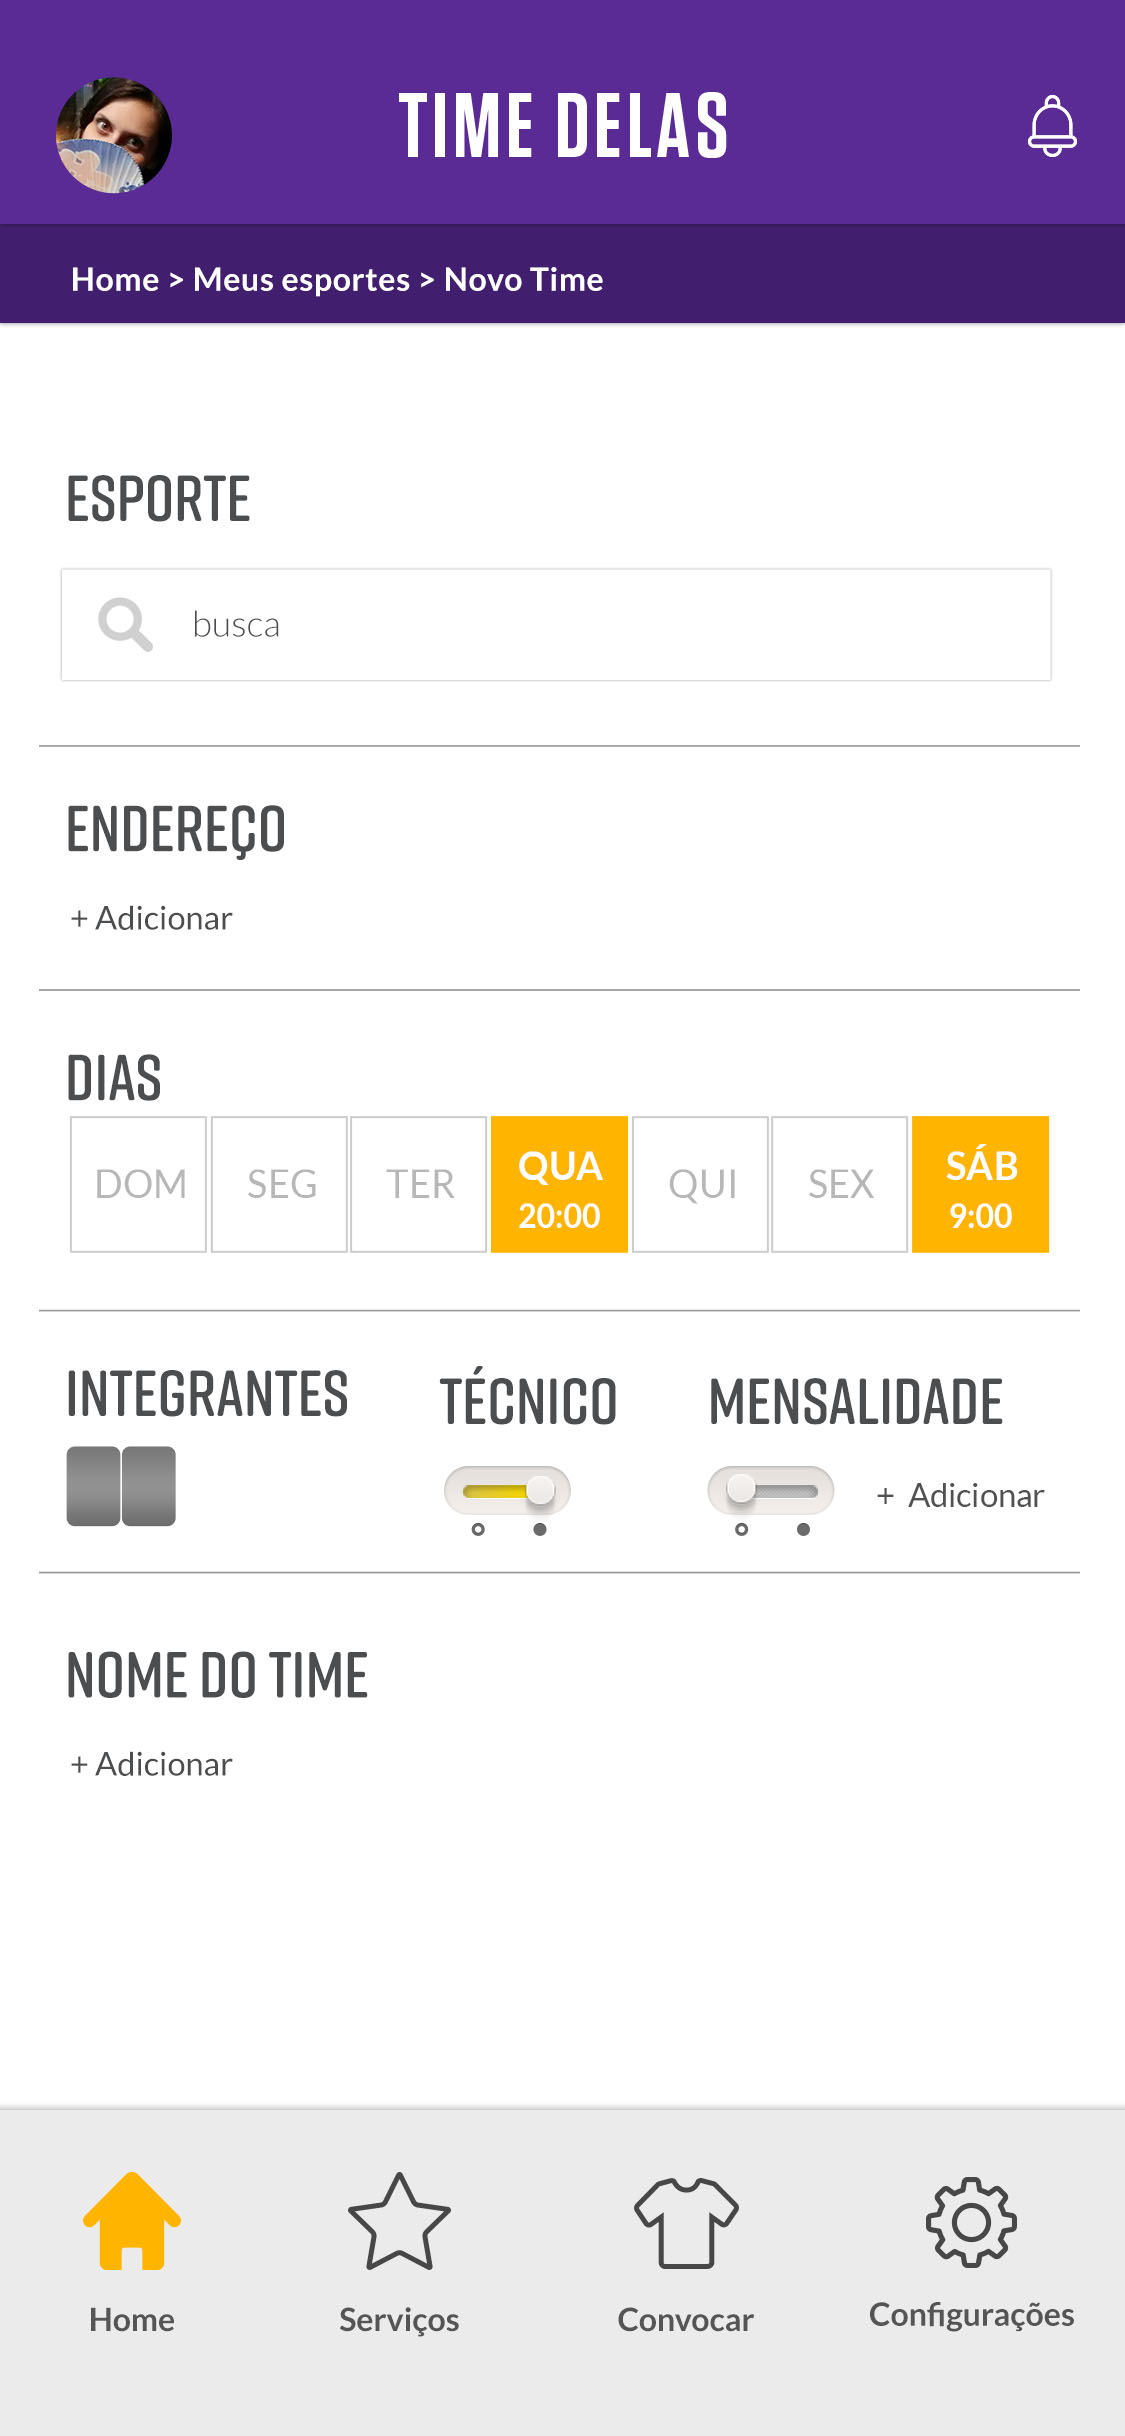 TIME DELAS
Home > Meus esportes > Novo Time
ESPORTE
busca
ENDEREÇO
+ Adicionar
DIAS
DOM SEG TER QUA QUI SEX SÁB
20:00 9:00
INTEGRANTES TÉCNICO MENSALIDADE
+ Adicionar
NOME DO TIME
+ Adicionar
Home Serviços Convocar Configurações